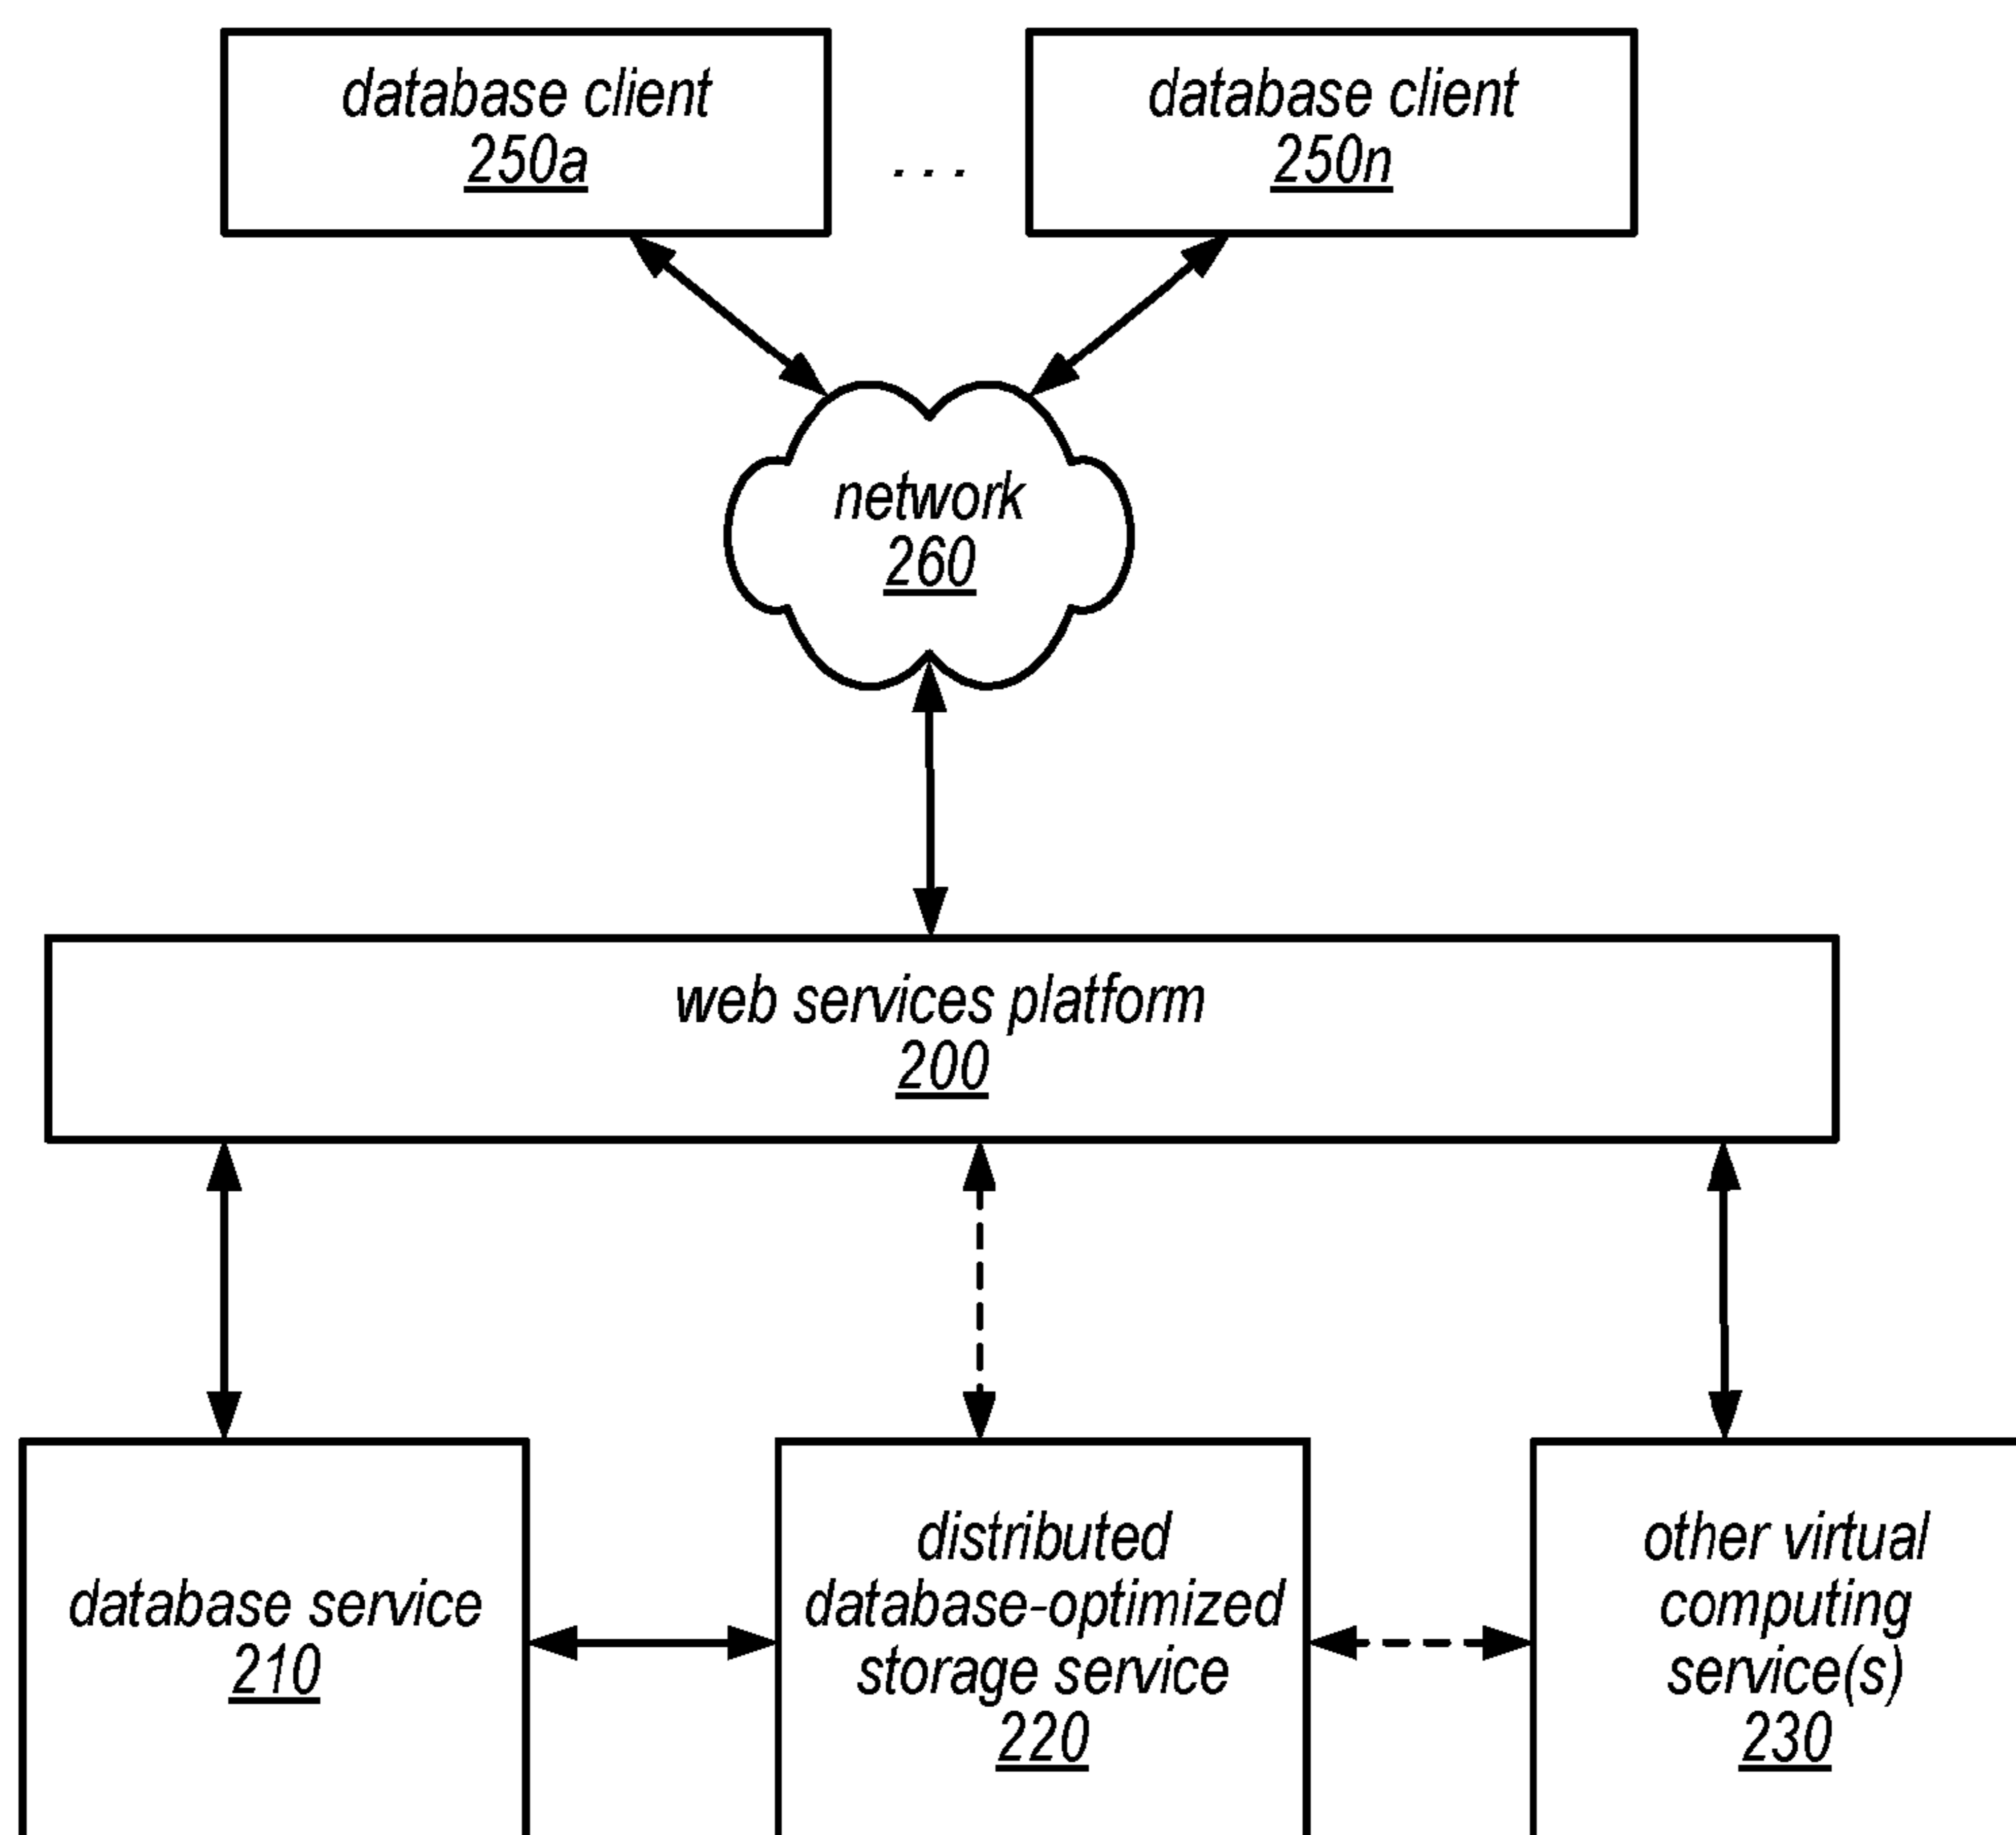 database client
250a
. . .
database client
250n
network
260
web services platform
200
database service
210
distributed
database-optimized
storage service
220
other virtual
computing
service(s)
230